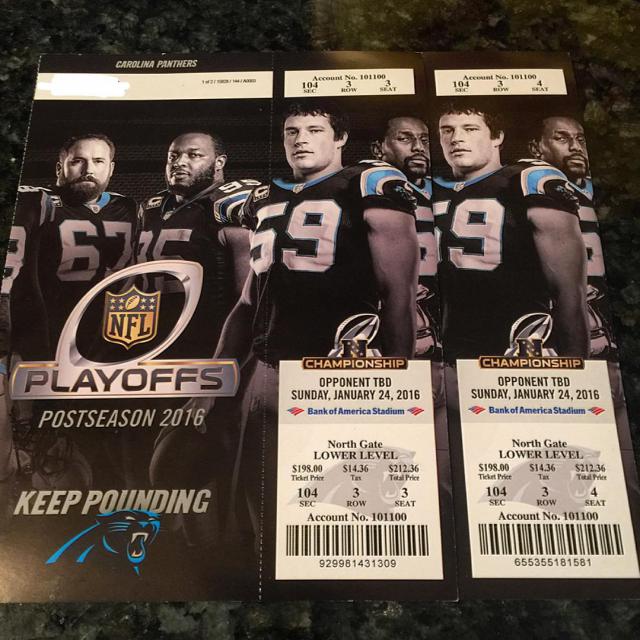 CAROLINA PANTHERS
67
95
NFL
PLAYOFFS
POSTSEASON 2016
KEEP POUNDING
Account No. 101100
104 3 3
SEC ROW SEAT
59
CHAMPIONSHIP
OPPONENT TBD
SUNDAY, JANUARY 24, 2016
Bank of America Stadium
North Gate
LOWER LEVEL
$198.00 $14.36 $212.36
Ticket Price Tax Total Price
104 3 3
SEC ROW SEAT
Account No. 101100
929981431309
Account No. 101100
104 3 4
SEC ROW SEAT
59
CHAMPIONSHIP
OPPONENT TBD
SUNDAY, JANUARY 24, 2016
Bank of America Stadium
North Gate
LOWER LEVEL
$198.00 $14.36 $212.36
Ticket Price Tax Total Price
104 3 4
SEC ROW SEAT
Account No. 101100
655355181581